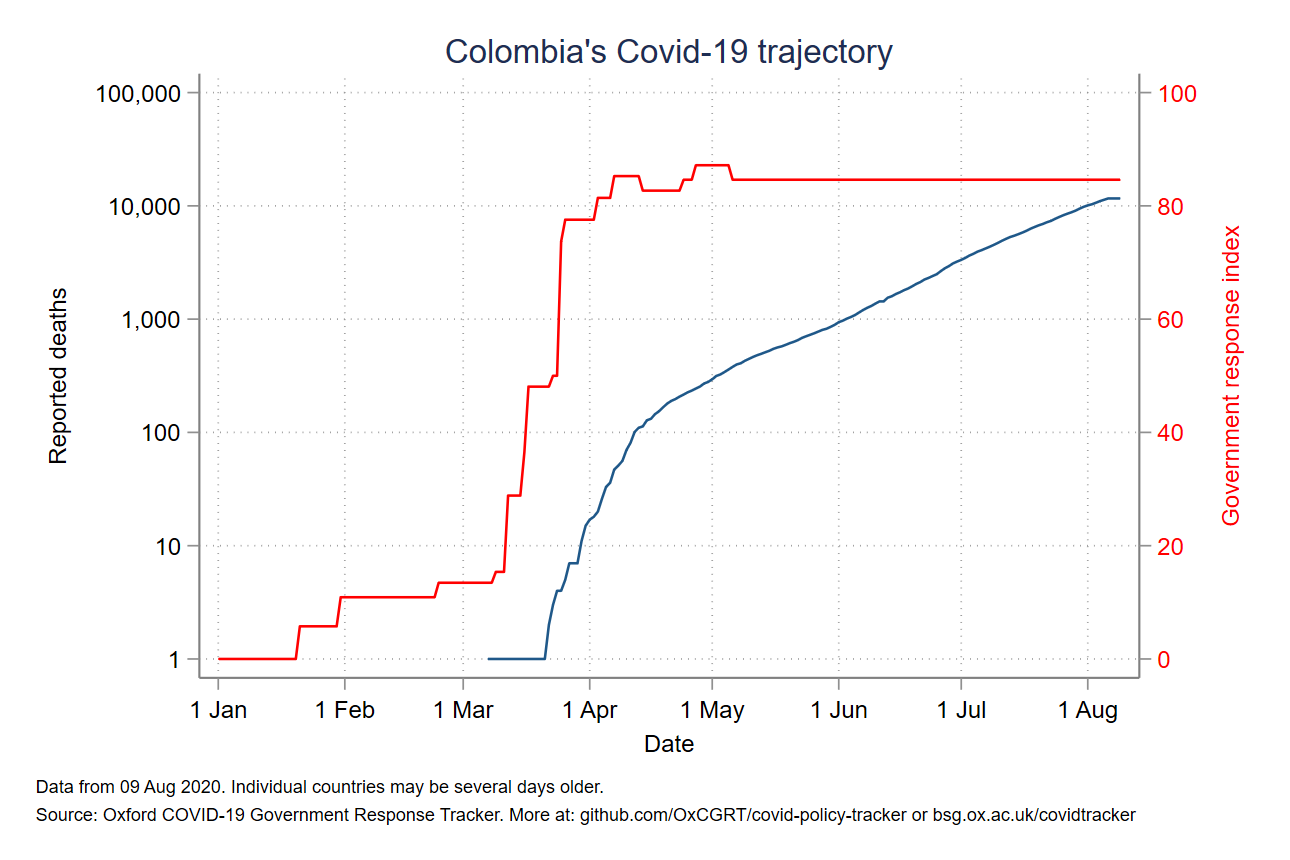 Colombia's Covid-19 trajectory
100,000
10,000
1,000
100
10
1
Reported deaths
100
80
60
40
20
0
Government response index
1 Jan 1 Feb 1 Mar 1 Apr 1 May 1 Jun 1 Jul 1 Aug
Date
Data from 09 Aug 2020. Individual countries may be several days older.
Source: Oxford COVID-19 Government Response Tracker. More at: github.com/OxCGRT/covid-policy-tracker or bsg.ox.ac.uk/covidtracker